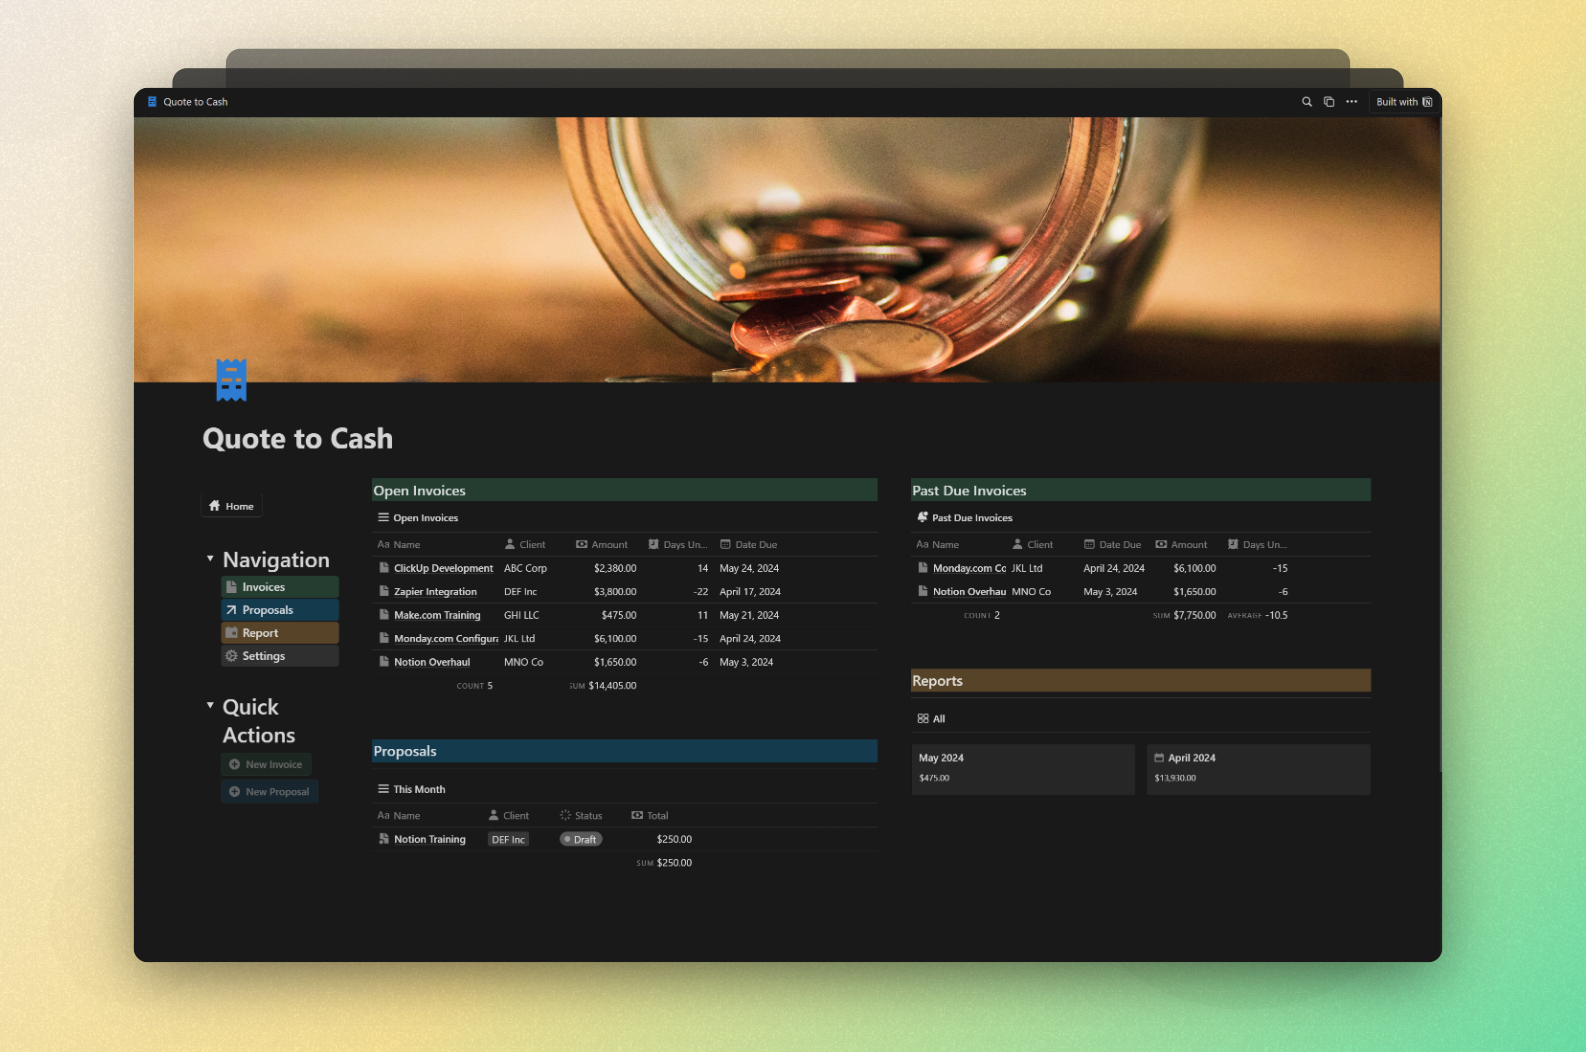 Quote to Cash
Built with
Quote to Cash
Home
Navigation
Invoices
Proposals
Report
Settings
Quick
Actions
New Invoice
New Proposal
Open Invoices
Open Invoices
Aa Name Client Amount Days Un... Date Due
ClickUp Development ABC Corp $2,380.00 14 May 24, 2024
Zapier Integration DEF Inc $3,800.00 -22 April 17, 2024
Make.com Training GHI LLC $475.00 11 May 21, 2024
Monday.com Configura JKL Ltd $6,100.00 -15 April 24, 2024
Notion Overhaul MNO Co $1,650.00 -6 May 3, 2024
COUNT 5 SUM $14,405.00
Proposals
This Month
Aa Name Client Status Total
Notion Training DEF Inc Draft $250.00
SUM $250.00
Past Due Invoices
Past Due Invoices
Aa Name Client Date Due Amount Days Un...
Monday.com Co JKL Ltd April 24, 2024 $6,100.00 -15
Notion Overhau MNO Co May 3, 2024 $1,650.00 -6
COUNT 2 SUM $7,750.00 AVERAGE -10.5
Reports
All
May 2024
$475.00
April 2024
$13,930.00